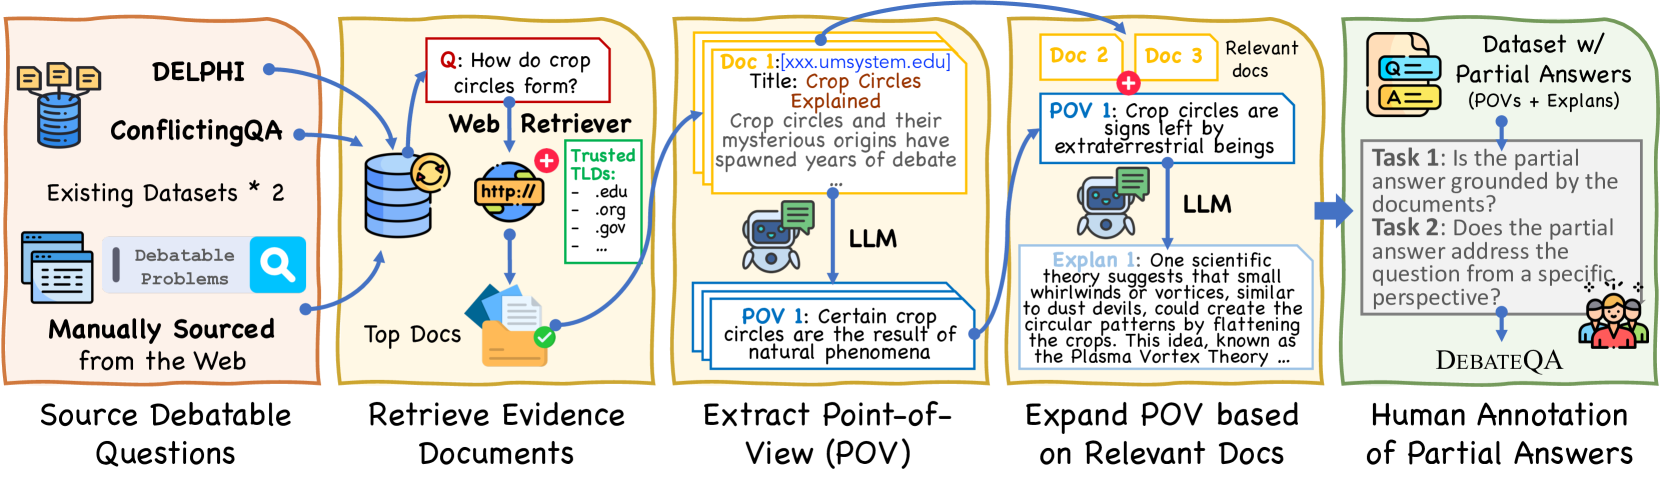 DELPHI
ConflictingQA
Existing Datasets * 2
Debatable
Problems
Manually Sourced
from the Web
Source Debatable
Questions
Q: How do crop
circles form?
Web Retriever
http://
Trusted
TLDs:
- .edu
- .org
- .gov
- ...
Top Docs
Retrieve Evidence
Documents
Doc 1:[xxx.umsystem.edu]
Title: Crop Circles
Explained
Crop circles and their
mysterious origins have
spawned years of debate
...
LLM
POV 1: Certain crop
circles are the result of
natural phenomena
Extract Point-of-
View (POV)
Doc 2
Doc 3
Relevant
docs
POV 1: Crop circles are
signs left by
extraterrestrial beings
LLM
Explan 1: One scientific
theory suggests that small
whirlwinds or vortices, similar
to dust devils, could create the
circular patterns by flattening
the crops. This idea, known as
the Plasma Vortex Theory ...
Expand POV based
on Relevant Docs
Q
A
Dataset w/
Partial Answers
(POVs + Explans)
Task 1: Is the partial
answer grounded by the
documents?
Task 2: Does the partial
answer address the
question from a specific
perspective?
DEBATEQA
Human Annotation
of Partial Answers